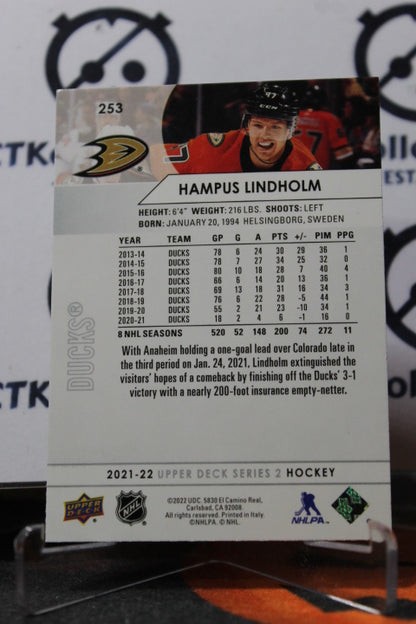 253
47
CCM
HAMPUS LINDHOLM
HEIGHT: 6'4" WEIGHT: 216 LBS. SHOOTS: LEFT
BORN: JANUARY 20, 1994 HELSINGBORG, SWEDEN
YEAR TEAM GP G A PTS +/- PIM PPG
2013-14 DUCKS 78 6 24 30 29 36 1
2014-15 DUCKS 78 7 27 34 25 32 0
2015-16 DUCKS 80 10 18 28 7 40 4
2016-17 DUCKS 66 6 14 20 13 36 1
2017-18 DUCKS 69 13 18 31 16 34 3
2018-19 DUCKS 76 6 22 28 -5 44 1
2019-20 DUCKS 55 2 21 23 -10 34 1
2020-21 DUCKS 18 2 4 6 -1 16 0
8 NHL SEASONS 520 52 148 200 74 272 11
DUCKS®
With Anaheim holding a one-goal lead over Colorado late in
the third period on Jan. 24, 2021, Lindholm extinguished the
visitors' hopes of a comeback by finishing off the Ducks' 3-1
victory with a nearly 200-foot insurance empty-netter.
2021-22 UPPER DECK SERIES 2 HOCKEY
UPPER DECK
NHL
©2022 UDC. 5830 El Camino Real,
Carlsbad, CA 92008.
All rights reserved. Printed in Italy.
©NHLPA. © NHL.
NHLPA